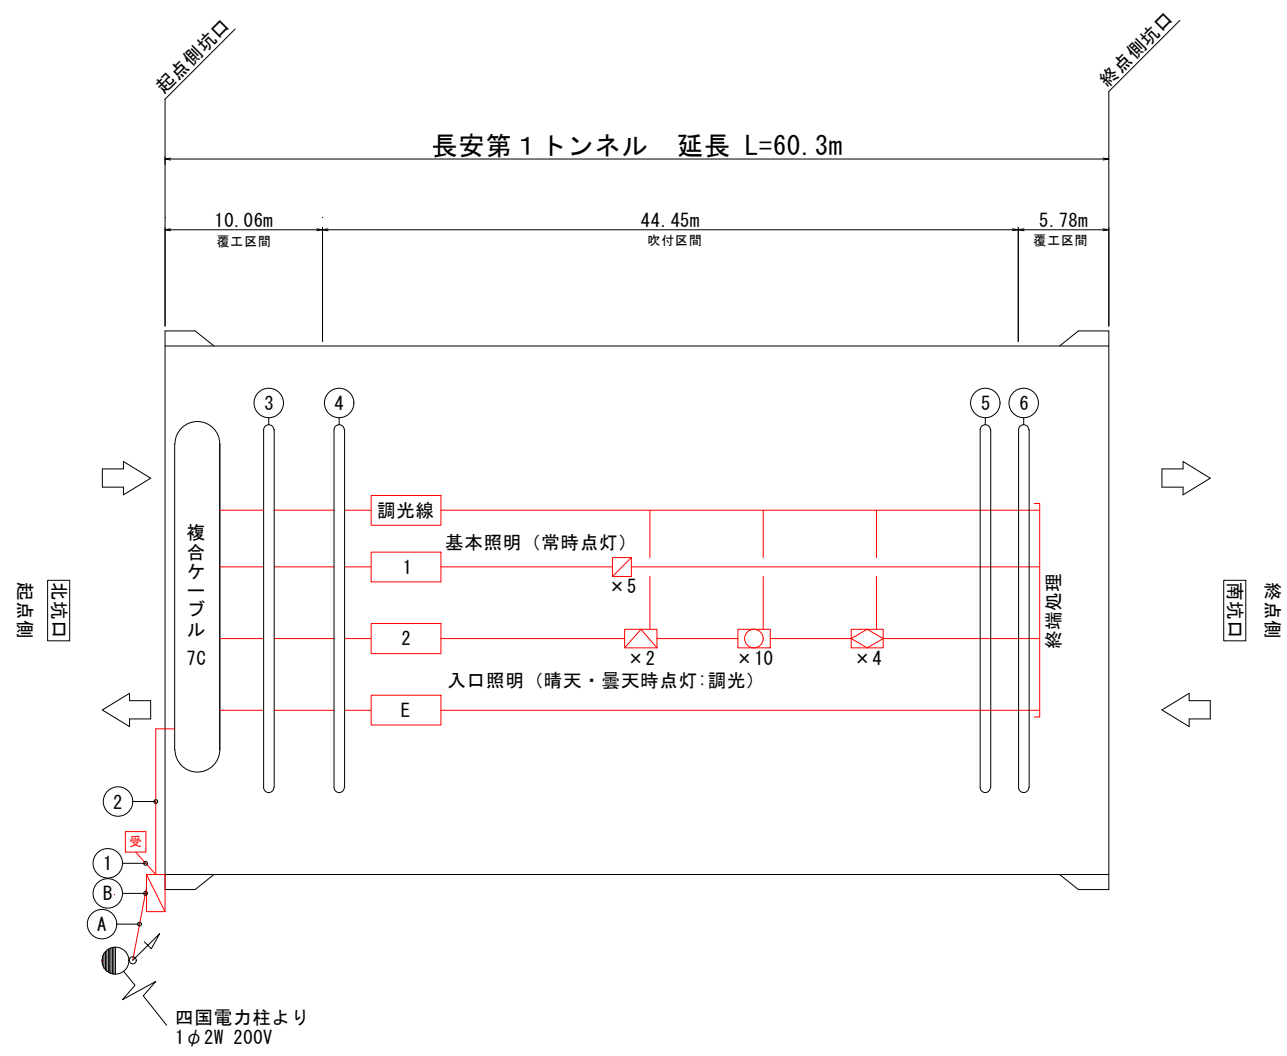 起点側坑口
終点側坑口
長安第１トンネル　延長 L=60.3m
10.06m
覆工区間
44.45m
吹付区間
5.78m
覆工区間
3
4
5
6
調光線
基本照明（常時点灯）
1
×5
複合ケーブル 7C
2
×2
×10
×4
入口照明（晴天・曇天時点灯:調光）
E
終端処理
北坑口
起点側
終点側
南坑口
2
受
1
B
A
四国電力柱より
1φ2W 200V